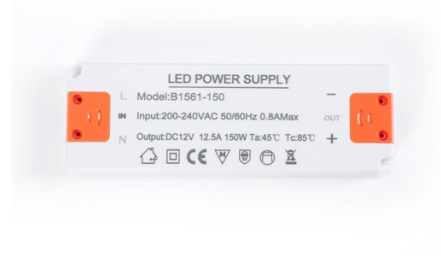 LED POWER SUPPLY
L Model:B1561-150 −
IN Input:200-240VAC 50/60Hz 0.8AMax OUT
N Output:DC12V 12.5A 150W Ta:45℃ Tc:85℃ +
CE M